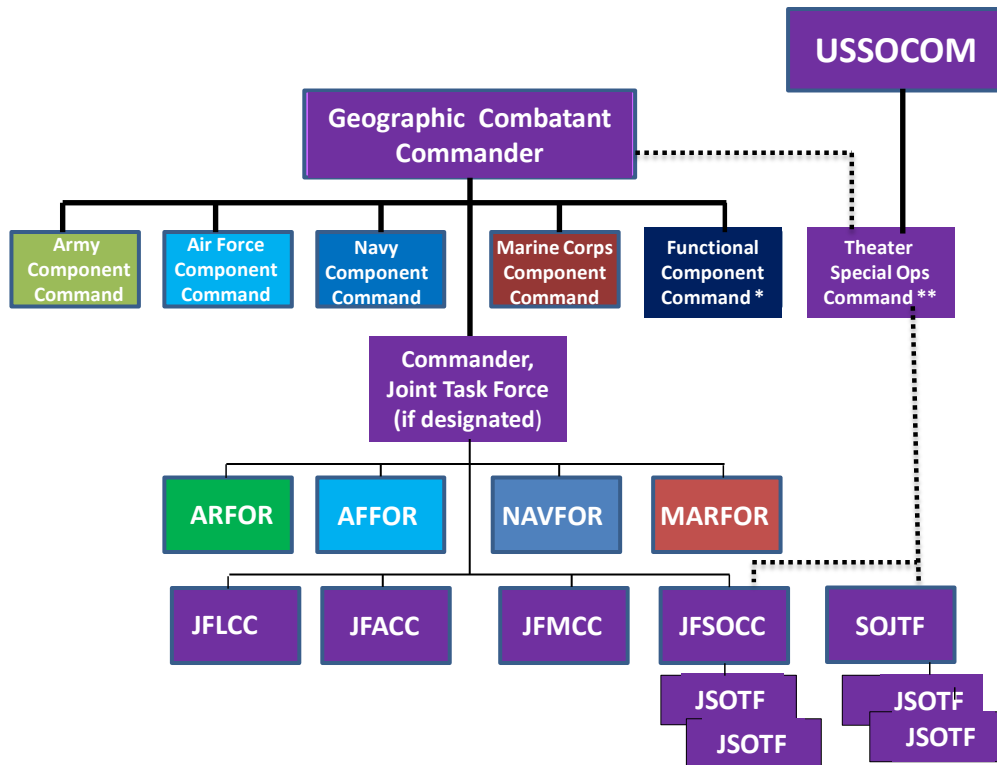 USSOCOM
Geographic Combatant
Commander
Army
Component
Command
Air Force
Component
Command
Navy
Component
Command
Marine Corps
Component
Command
Functional
Component
Command *
Theater
Special Ops
Command **
Commander,
Joint Task Force
(if designated)
ARFOR
AFFOR
NAVFOR
MARFOR
JFLCC
JFACC
JFMCC
JFSOCC
SOJTF
JSOTF
JSOTF
JSOTF
JSOTF